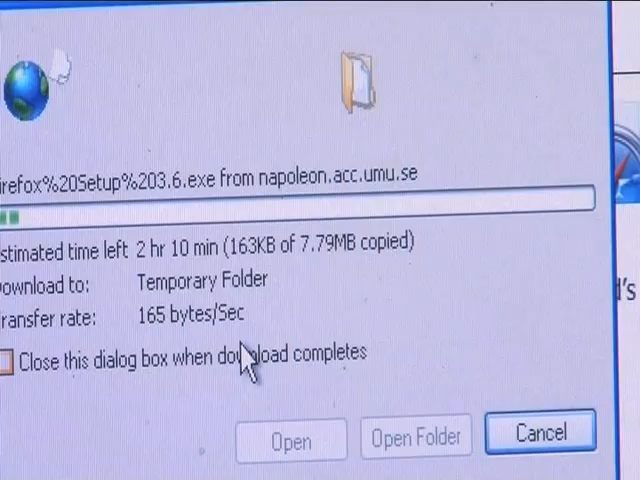 irefox%20Setup%203.6.exe from napoleon.acc.umu.se
stimated time left 2 hr 10 min (163KB of 7.79MB copied)
ownload to: Temporary Folder
ransfer rate: 165 bytes/Sec
Close this dialog box when download completes
Open Open Folder Cancel
d's